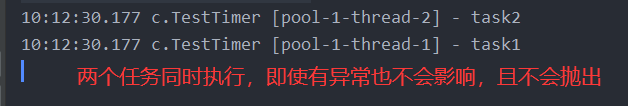 10:12:30.177 c.TestTimer [pool-1-thread-2] - task2
10:12:30.177 c.TestTimer [pool-1-thread-1] - task1
两个任务同时执行，即使有异常也不会影响，且不会抛出